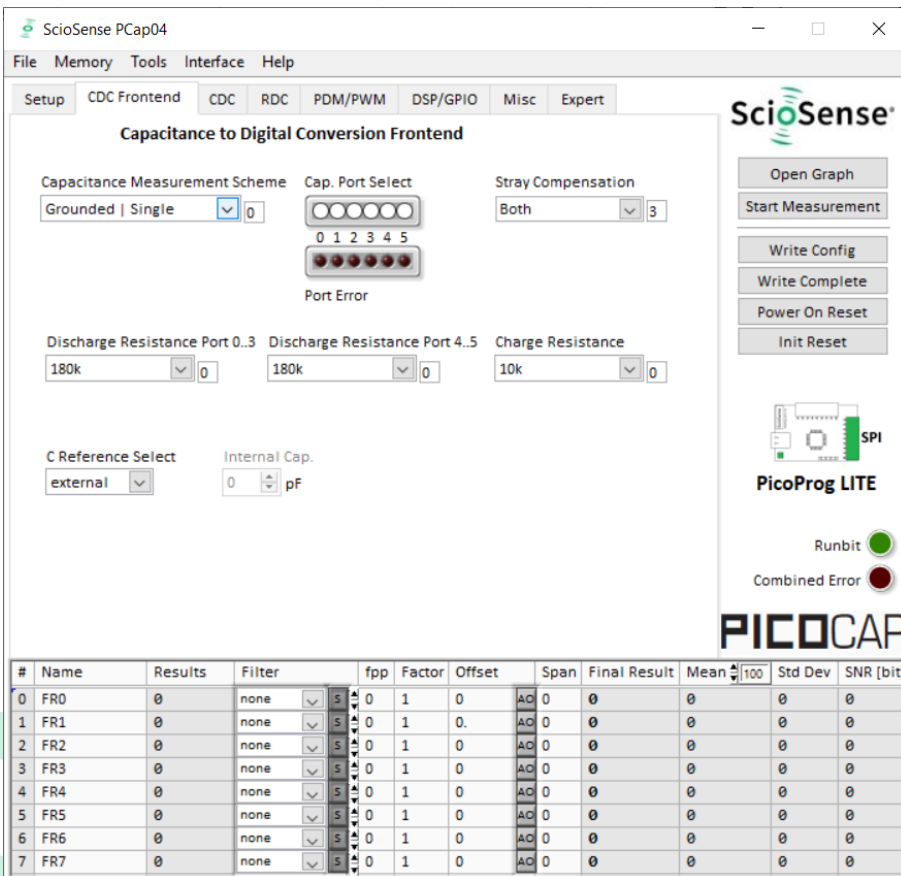 ScioSense PCap04
File Memory Tools Interface Help
Setup CDC Frontend CDC RDC PDM/PWM DSP/GPIO Misc Expert
ScioSense
Capacitance to Digital Conversion Frontend
Open Graph
Capacitance Measurement Scheme Cap. Port Select Stray Compensation
Grounded | Single 0 Both 3
Start Measurement
0 1 2 3 4 5
Write Config
Write Complete
Port Error
Power On Reset
Init Reset
Discharge Resistance Port 0..3 Discharge Resistance Port 4..5 Charge Resistance
180k 0 180k 0 10k 0
SPI
C Reference Select Internal Cap.
external 0 pF
PicoProg LITE
Runbit
Combined Error
PICOCAP
# Name Results Filter fpp Factor Offset Span Final Result Mean 100 Std Dev SNR [bit
0 FR0 0 none S 0 1 0 AO 0 0 0 0 0
1 FR1 0 none S 0 1 0. AO 0 0 0 0 0
2 FR2 0 none S 0 1 0 AO 0 0 0 0 0
3 FR3 0 none S 0 1 0 AO 0 0 0 0 0
4 FR4 0 none S 0 1 0 AO 0 0 0 0 0
5 FR5 0 none S 0 1 0 AO 0 0 0 0 0
6 FR6 0 none S 0 1 0 AO 0 0 0 0 0
7 FR7 0 none S 0 1 0 AO 0 0 0 0 0